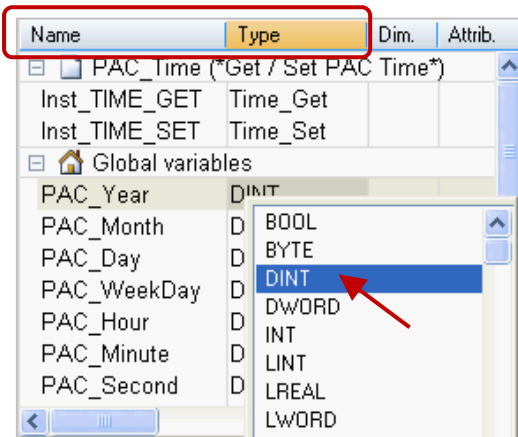 Name Type Dim. Attrib.
PAC_Time (*Get / Set PAC Time*)
Inst_TIME_GET Time_Get
Inst_TIME_SET Time_Set
Global variables
PAC_Year DINT
PAC_Month D
PAC_Day D
PAC_WeekDay D
PAC_Hour D
PAC_Minute D
PAC_Second D
BOOL
BYTE
DINT
DWORD
INT
LINT
LREAL
LWORD